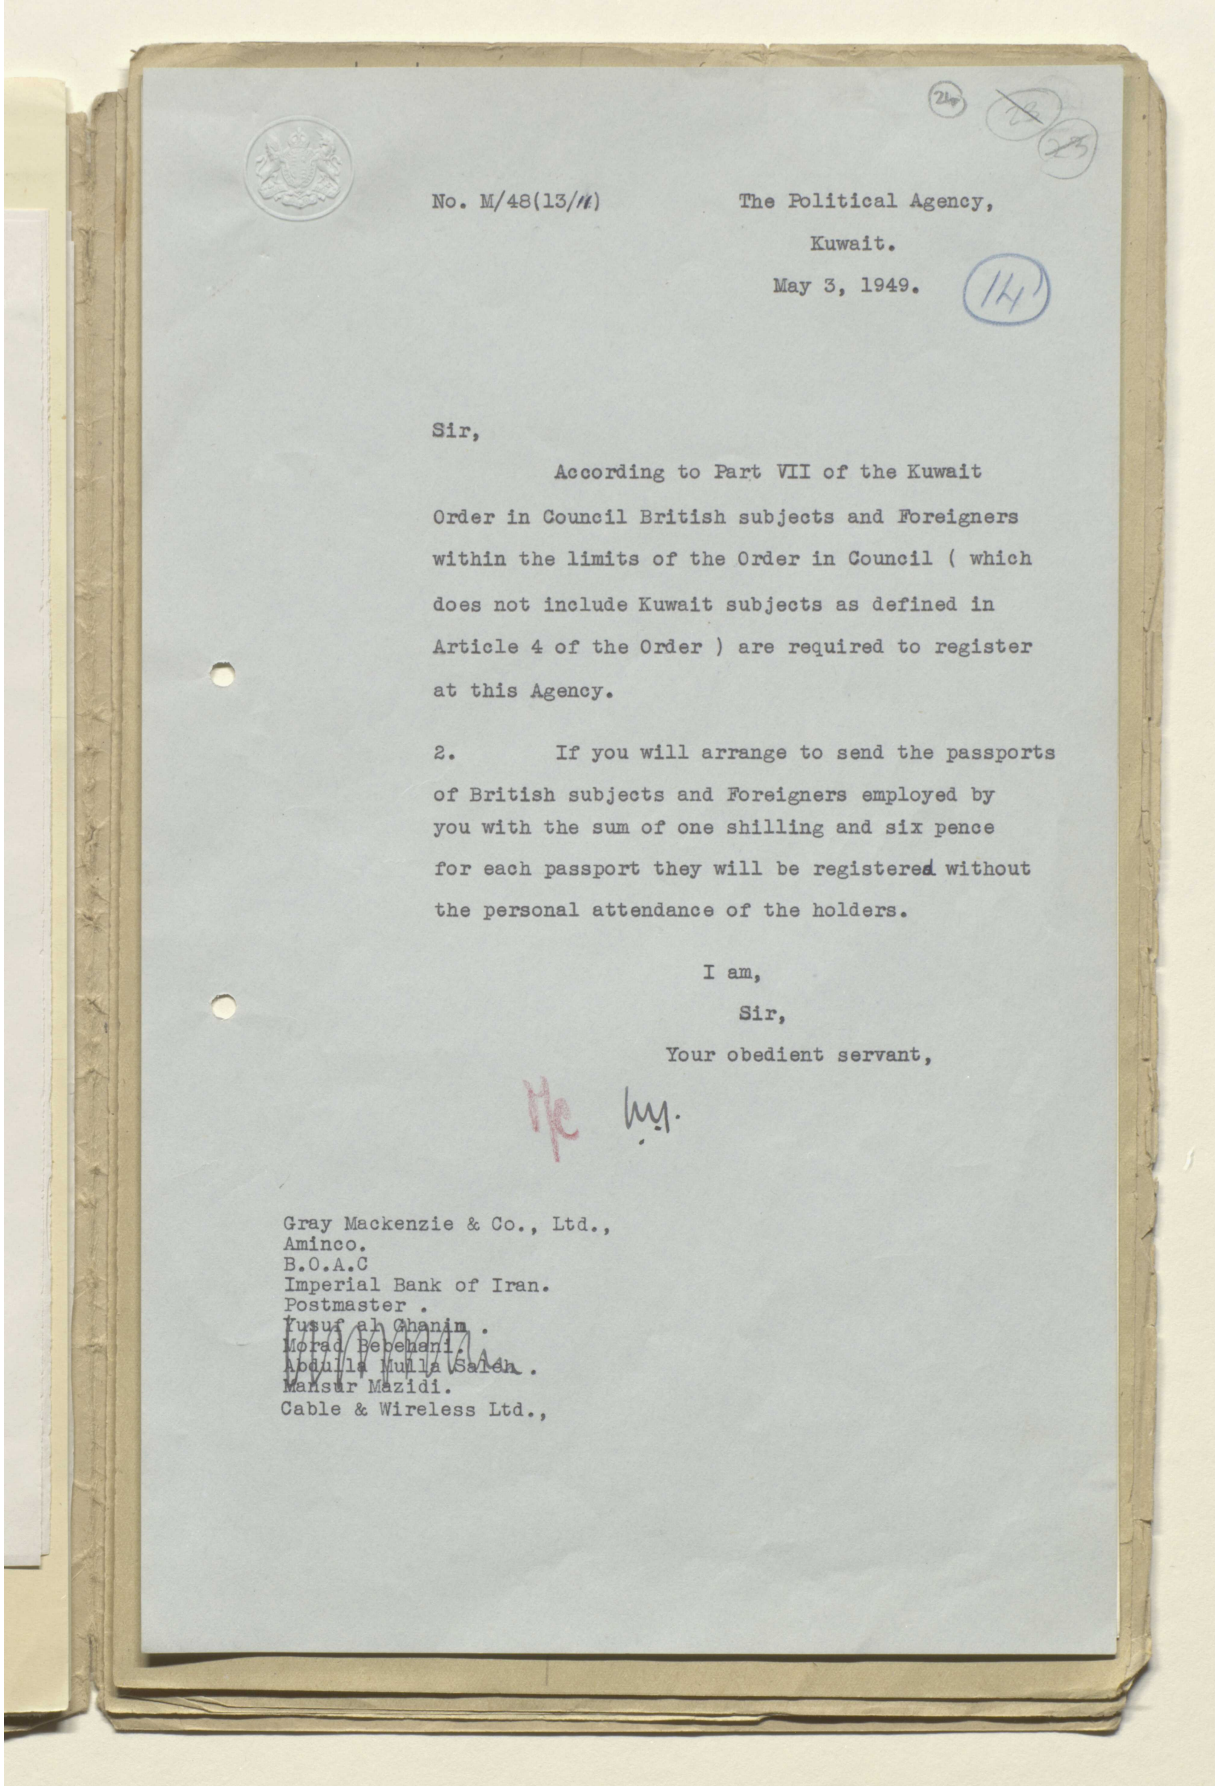 24
23
23
No. M/48(13/11)
The Political Agency,
Kuwait.
May 3, 1949.
14
Sir,
According to Part VII of the Kuwait
Order in Council British subjects and Foreigners
within the limits of the Order in Council ( which
does not include Kuwait subjects as defined in
Article 4 of the Order ) are required to register
at this Agency.
2. If you will arrange to send the passports
of British subjects and Foreigners employed by
you with the sum of one shilling and six pence
for each passport they will be registered without
the personal attendance of the holders.
I am,
Sir,
Your obedient servant,
Gray Mackenzie & Co., Ltd.,
Aminco.
B.O.A.C
Imperial Bank of Iran.
Postmaster .
Yusuf al Ghanim .
Morad Bebehani.
Abdulla Mulla Saleh .
Mansur Mazidi.
Cable & Wireless Ltd.,